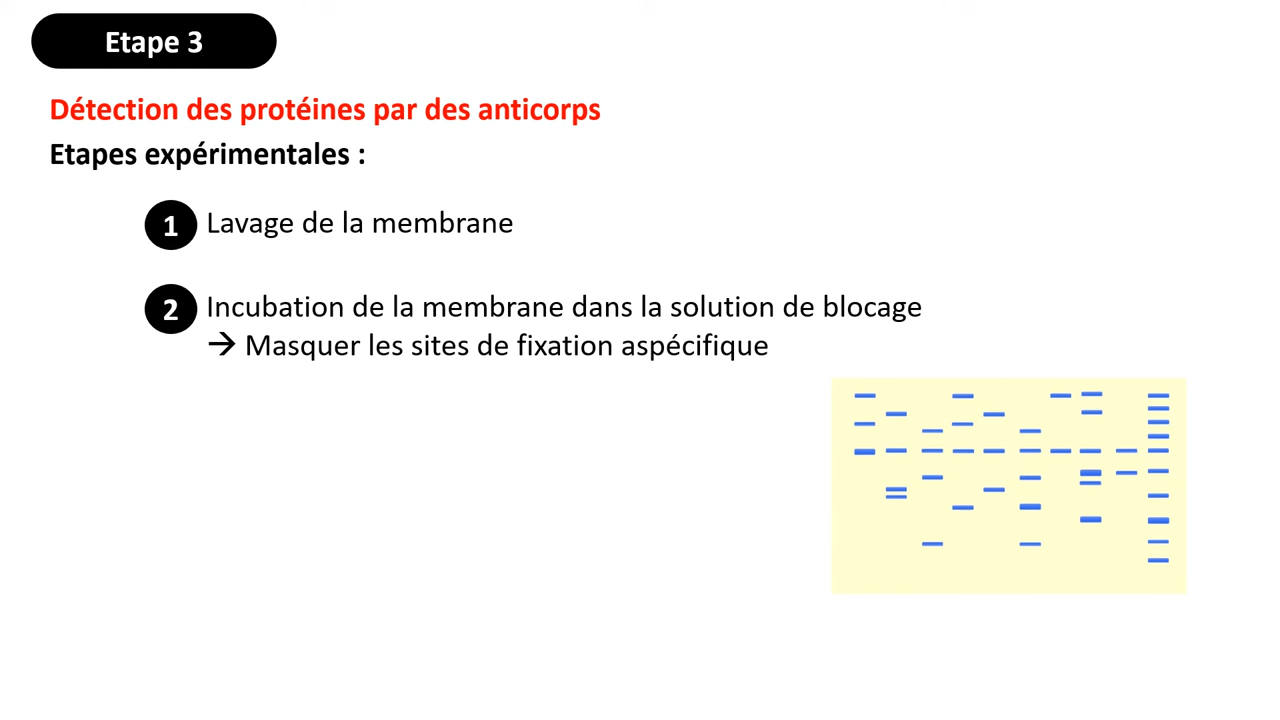 Etape 3
Détection des protéines par des anticorps
Etapes expérimentales :
1 Lavage de la membrane
2 Incubation de la membrane dans la solution de blocage
→ Masquer les sites de fixation aspécifique